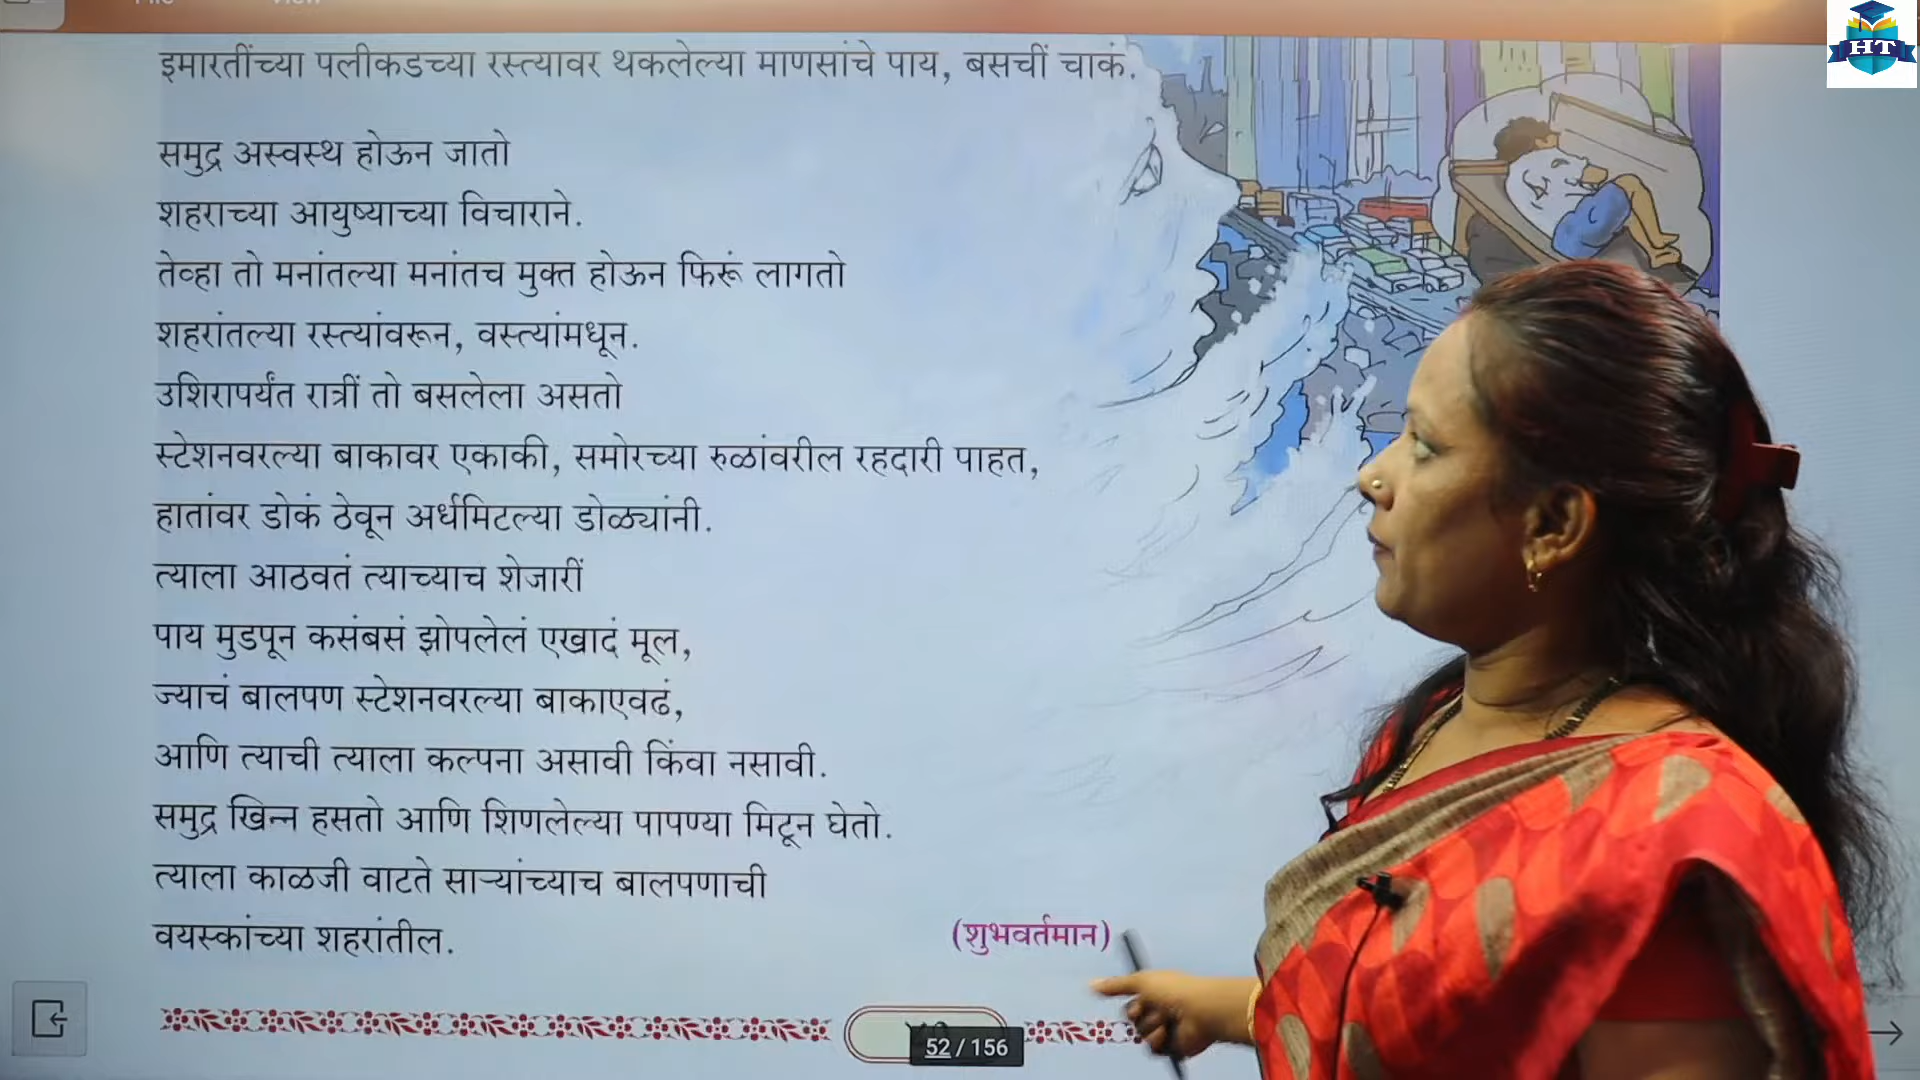 File View
HT
इमारतींच्या पलीकडच्या रस्त्यावर थकलेल्या माणसांचे पाय, बसचीं चाकं.
समुद्र अस्वस्थ होऊन जातो
शहराच्या आयुष्याच्या विचाराने.
तेव्हा तो मनांतल्या मनांतच मुक्त होऊन फिरूं लागतो
शहरांतल्या रस्त्यांवरून, वस्त्यांमधून.
उशिरापर्यंत रात्रीं तो बसलेला असतो
स्टेशनवरल्या बाकावर एकाकी, समोरच्या रुळांवरील रहदारी पाहत,
हातांवर डोकं ठेवून अर्धमिटल्या डोळ्यांनी.
त्याला आठवतं त्याच्याच शेजारीं
पाय मुडपून कसंबसं झोपलेलं एखादं मूल,
ज्याचं बालपण स्टेशनवरल्या बाकाएवढं,
आणि त्याची त्याला कल्पना असावी किंवा नसावी.
समुद्र खिन्न हसतो आणि शिणलेल्या पापण्या मिटून घेतो.
त्याला काळजी वाटते साऱ्यांच्याच बालपणाची
वयस्कांच्या शहरांतील.
(शुभवर्तमान)
52 / 156